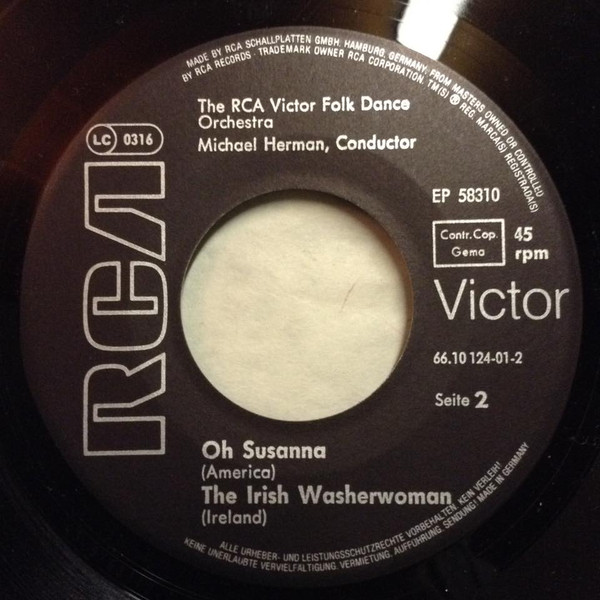 MADE BY RCA SCHALLPLATTEN GMBH, HAMBURG, GERMANY, FROM MASTERS OWNED OR CONTROLLED
BY RCA RECORDS · TRADEMARK OWNER RCA CORPORATION. TM(S) ® REG. MARCA(S) REGISTRADA(S)
The RCA Victor Folk Dance
Orchestra
Michael Herman, Conductor
LC 0316
RCA
EP 58310
Contr. Cop.
Gema
45
rpm
Victor
66.10 124-01-2
Seite 2
Oh Susanna
(America)
The Irish Washerwoman
(Ireland)
ALLE URHEBER- UND LEISTUNGSSCHUTZRECHTE VORBEHALTEN. KEIN VERLEIH!
KEINE UNERLAUBTE VERVIELFALTIGUNG, VERMIETUNG, AUFFUHRUNG, SENDUNG! MADE IN GERMANY